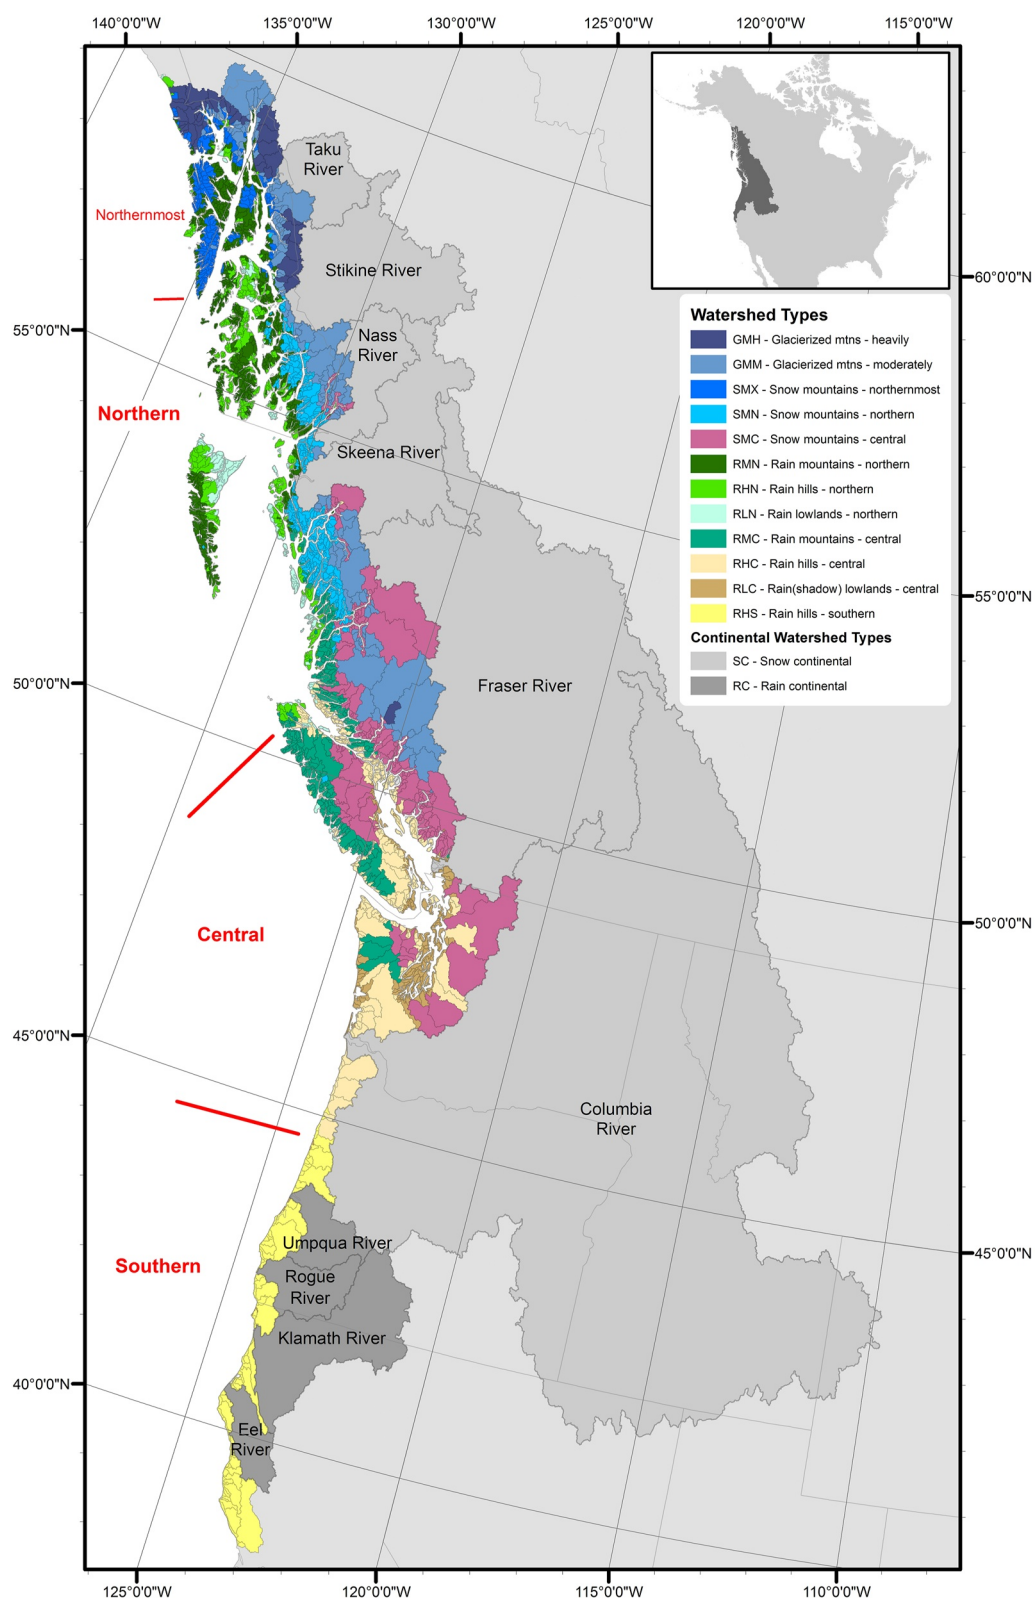 140°0'0"W
135°0'0"W
130°0'0"W
125°0'0"W
120°0'0"W
115°0'0"W
Taku
River
Northernmost
Stikine River
60°0'0"N
55°0'0"N
Nass
River
Northern
Skeena River
Watershed Types
GMH - Glacierized mtns - heavily
GMM - Glacierized mtns - moderately
SMX - Snow mountains - northernmost
SMN - Snow mountains - northern
SMC - Snow mountains - central
RMN - Rain mountains - northern
RHN - Rain hills - northern
RLN - Rain lowlands - northern
RMC - Rain mountains - central
RHC - Rain hills - central
RLC - Rain(shadow) lowlands - central
RHS - Rain hills - southern
Continental Watershed Types
SC - Snow continental
RC - Rain continental
55°0'0"N
50°0'0"N
Fraser River
Central
50°0'0"N
45°0'0"N
Columbia
River
Southern
Umpqua River
45°0'0"N
Rogue
River
Klamath River
40°0'0"N
Eel
River
125°0'0"W
120°0'0"W
115°0'0"W
110°0'0"W